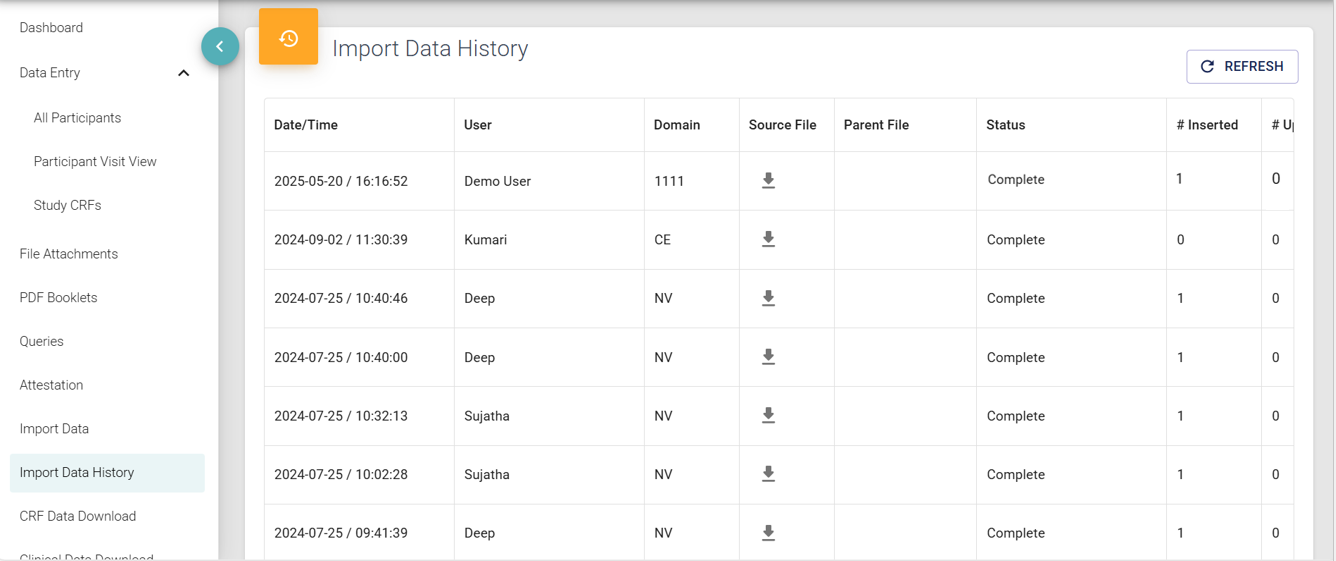 Dashboard
Data Entry
All Participants
Participant Visit View
Study CRFs
File Attachments
PDF Booklets
Queries
Attestation
Import Data
Import Data History
CRF Data Download
Clinical Data Download
Import Data History
REFRESH
Date/Time User Domain Source File Parent File Status # Inserted # Up
2025-05-20 / 16:16:52 Demo User 1111 Complete 1 0
2024-09-02 / 11:30:39 Kumari CE Complete 0 0
2024-07-25 / 10:40:46 Deep NV Complete 1 0
2024-07-25 / 10:40:00 Deep NV Complete 1 0
2024-07-25 / 10:32:13 Sujatha NV Complete 1 0
2024-07-25 / 10:02:28 Sujatha NV Complete 1 0
2024-07-25 / 09:41:39 Deep NV Complete 1 0